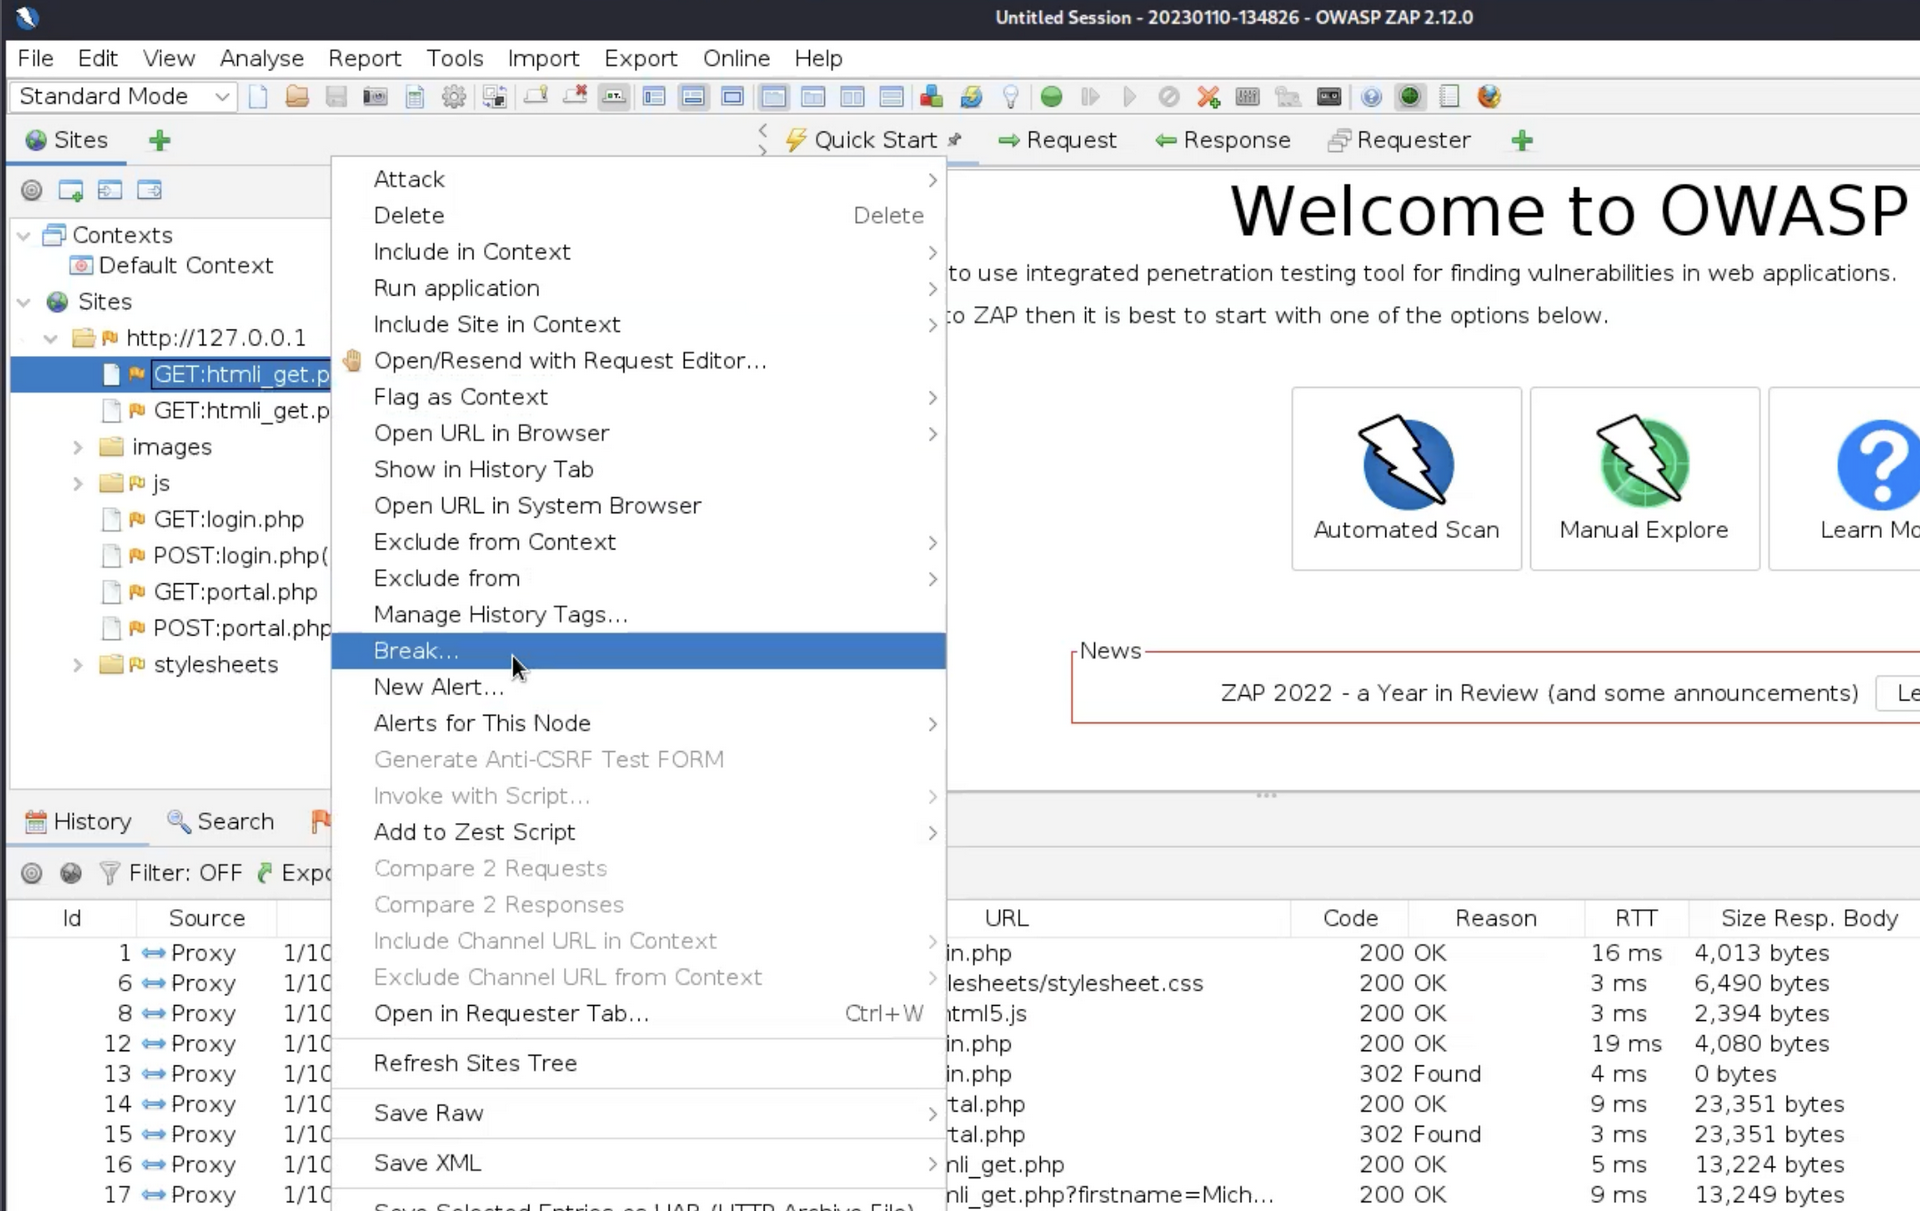 Untitled Session - 20230110-134826 - OWASP ZAP 2.12.0
File Edit View Analyse Report Tools Import Export Online Help
Standard Mode
Sites
Quick Start Request Response Requester
Contexts
Default Context
Sites
http://127.0.0.1
GET:htmli_get.p
GET:htmli_get.p
images
js
GET:login.php
POST:login.php(
GET:portal.php
POST:portal.php
stylesheets
Attack
Delete Delete
Include in Context
Run application
Include Site in Context
Open/Resend with Request Editor...
Flag as Context
Open URL in Browser
Show in History Tab
Open URL in System Browser
Exclude from Context
Exclude from
Manage History Tags...
Break...
New Alert...
Alerts for This Node
Generate Anti-CSRF Test FORM
Invoke with Script...
Add to Zest Script
Compare 2 Requests
Compare 2 Responses
Include Channel URL in Context
Exclude Channel URL from Context
Open in Requester Tab... Ctrl+W
Refresh Sites Tree
Save Raw
Save XML
Save Selected Entries as HAR (HTTP Archive File)
Welcome to OWASP
to use integrated penetration testing tool for finding vulnerabilities in web applications.
to ZAP then it is best to start with one of the options below.
Automated Scan
Manual Explore
Learn Mo
News
ZAP 2022 - a Year in Review (and some announcements) Le
History Search
Filter: OFF Expo
Id Source URL Code Reason RTT Size Resp. Body
1 Proxy 1/10 in.php 200 OK 16 ms 4,013 bytes
6 Proxy 1/10 lesheets/stylesheet.css 200 OK 3 ms 6,490 bytes
8 Proxy 1/10 html5.js 200 OK 3 ms 2,394 bytes
12 Proxy 1/10 in.php 200 OK 19 ms 4,080 bytes
13 Proxy 1/10 in.php 302 Found 4 ms 0 bytes
14 Proxy 1/10 tal.php 200 OK 9 ms 23,351 bytes
15 Proxy 1/10 tal.php 302 Found 3 ms 23,351 bytes
16 Proxy 1/10 nli_get.php 200 OK 5 ms 13,224 bytes
17 Proxy 1/10 nli_get.php?firstname=Mich... 200 OK 9 ms 13,249 bytes